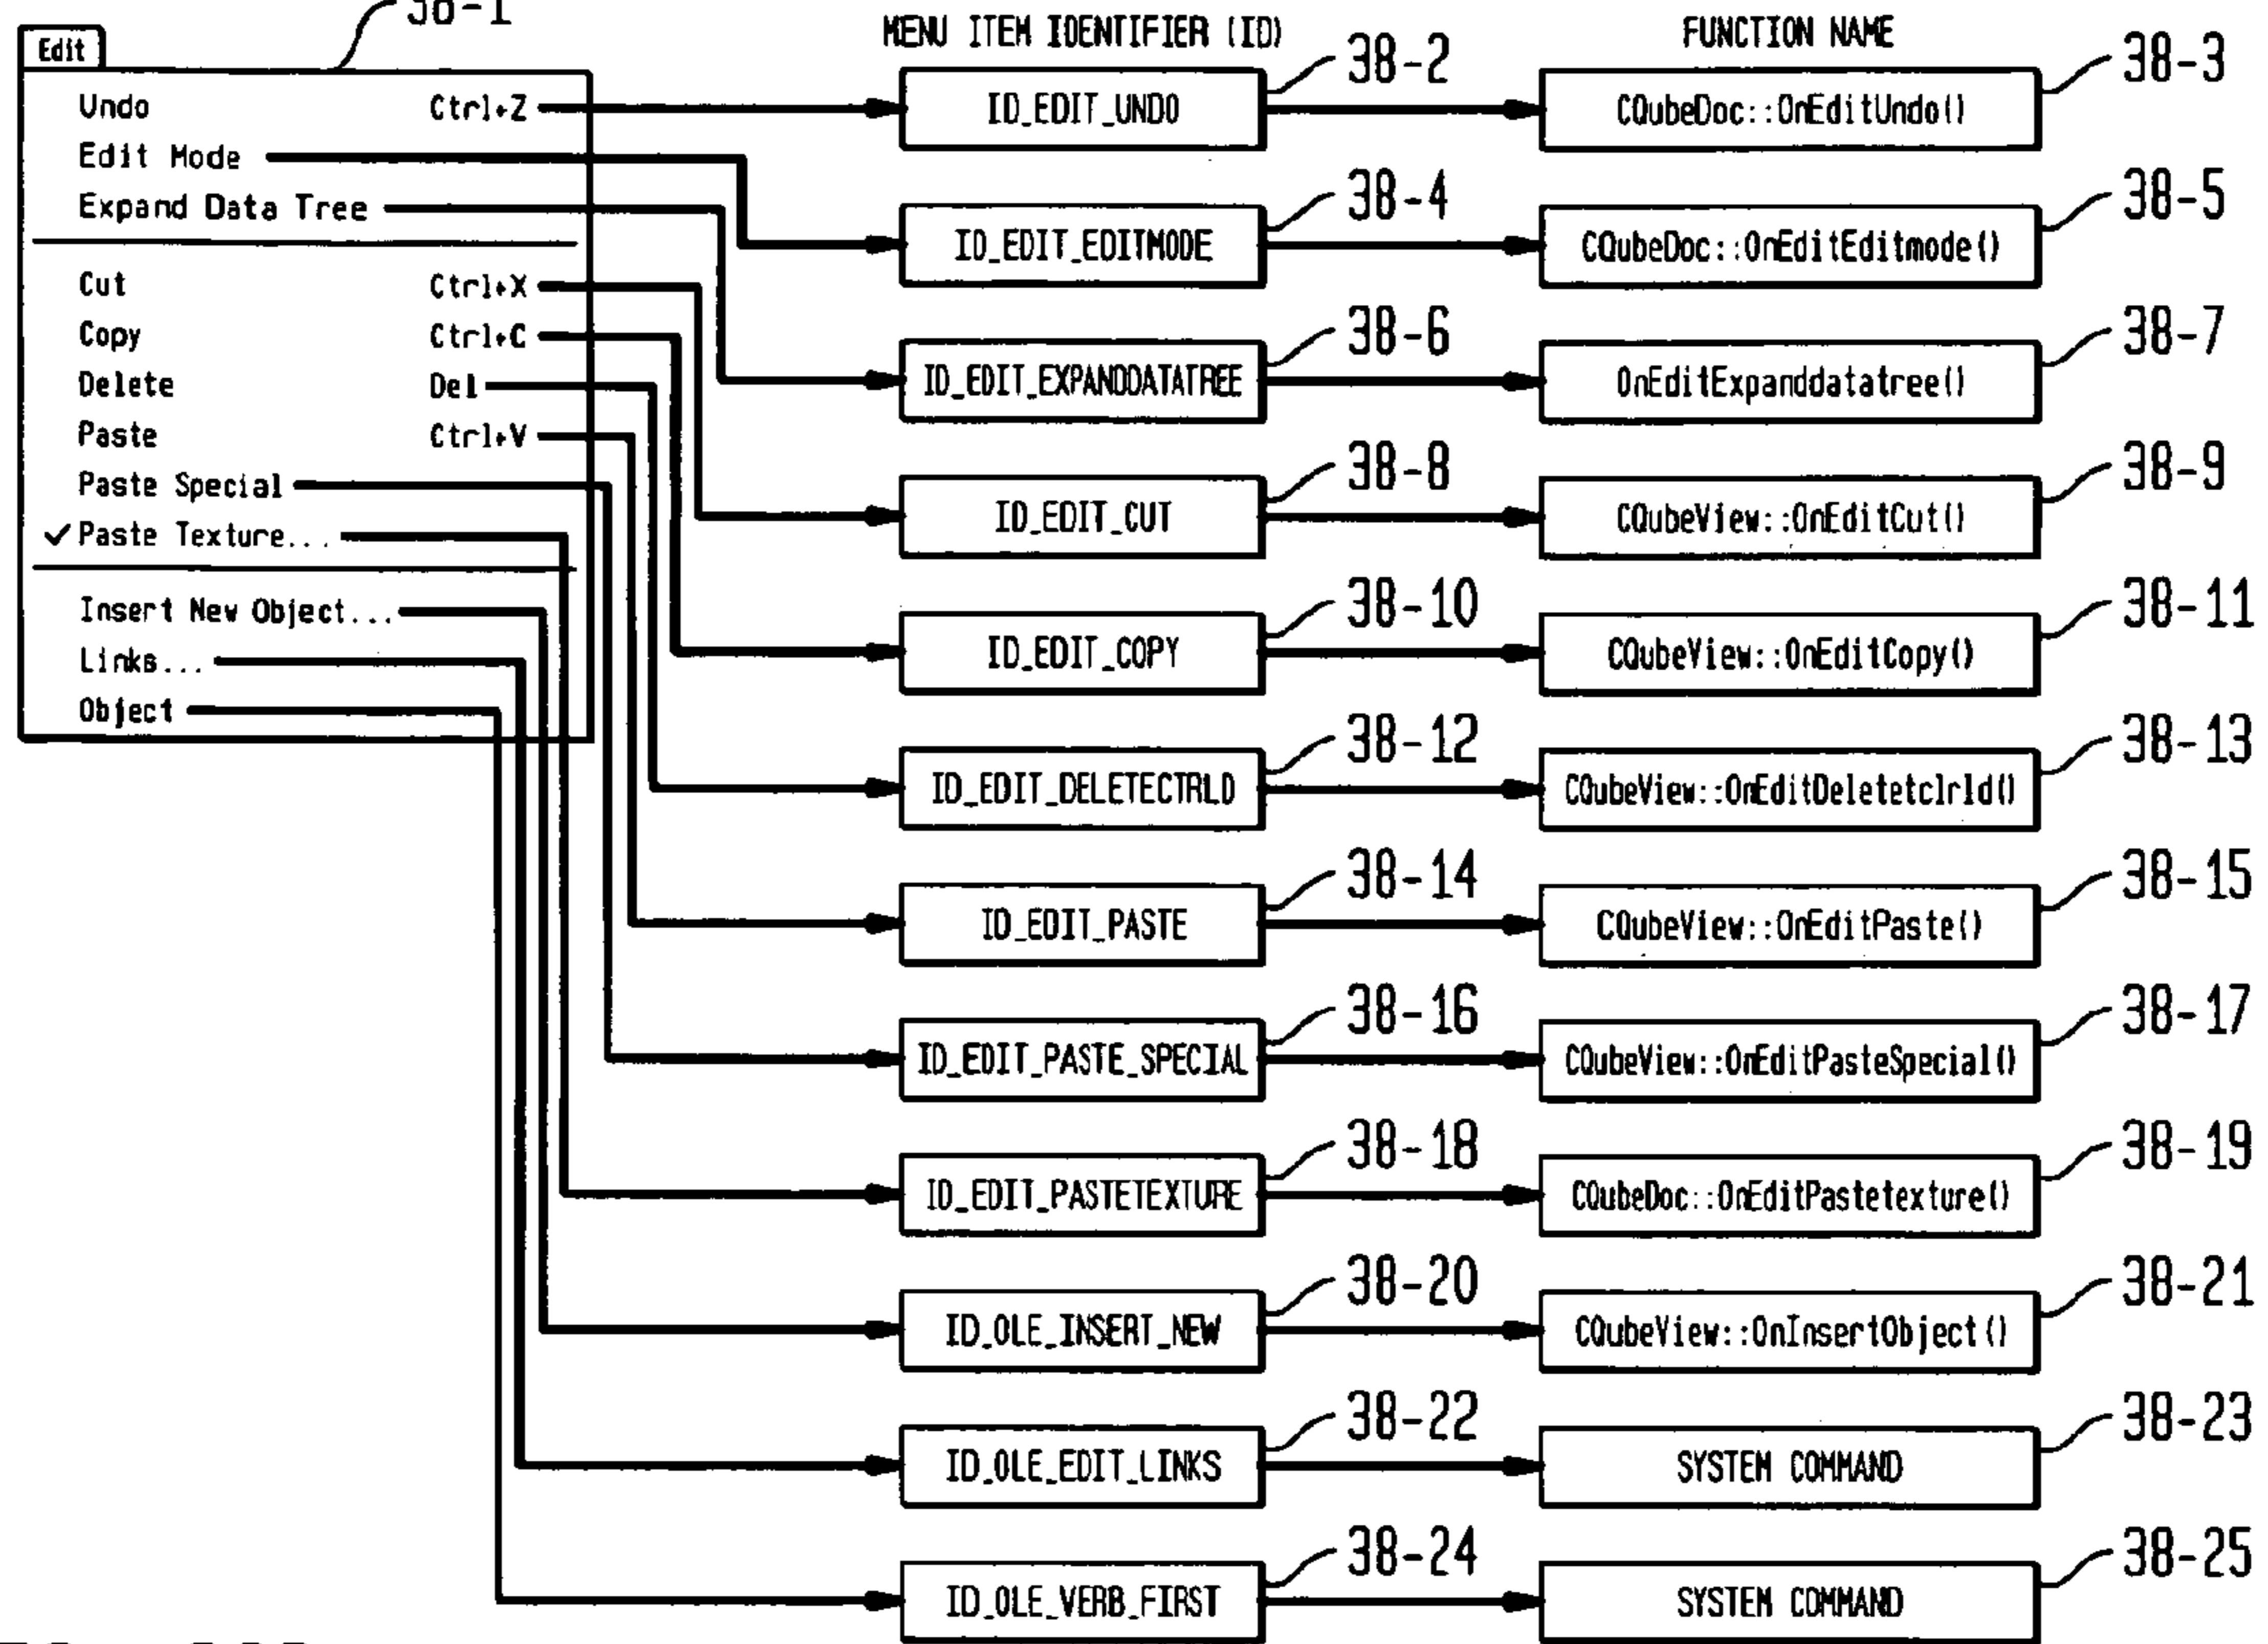 38-1
Edit
Undo Ctrl+Z
Edit Mode
Expand Data Tree
Cut Ctrl+X
Copy Ctrl+C
Delete Del
Paste Ctrl+V
Paste Special
✓ Paste Texture...
Insert New Object...
Links...
Object
MENU ITEM IDENTIFIER (ID) FUNCTION NAME
ID_EDIT_UNDO 38-2 CQubeDoc::OnEditUndo() 38-3
ID_EDIT_EDITMODE 38-4 CQubeDoc::OnEditEditmode() 38-5
ID_EDIT_EXPANDDATATREE 38-6 OnEditExpanddatatree() 38-7
ID_EDIT_CUT 38-8 CQubeView::OnEditCut() 38-9
ID_EDIT_COPY 38-10 CQubeView::OnEditCopy() 38-11
ID_EDIT_DELETECTRLD 38-12 CQubeView::OnEditDeletetclrld() 38-13
ID_EDIT_PASTE 38-14 CQubeView::OnEditPaste() 38-15
ID_EDIT_PASTE_SPECIAL 38-16 CQubeView::OnEditPasteSpecial() 38-17
ID_EDIT_PASTETEXTURE 38-18 CQubeDoc::OnEditPastetexture() 38-19
ID_OLE_INSERT_NEW 38-20 CQubeView::OnInsertObject() 38-21
ID_OLE_EDIT_LINKS 38-22 SYSTEM COMMAND 38-23
ID_OLE_VERB_FIRST 38-24 SYSTEM COMMAND 38-25